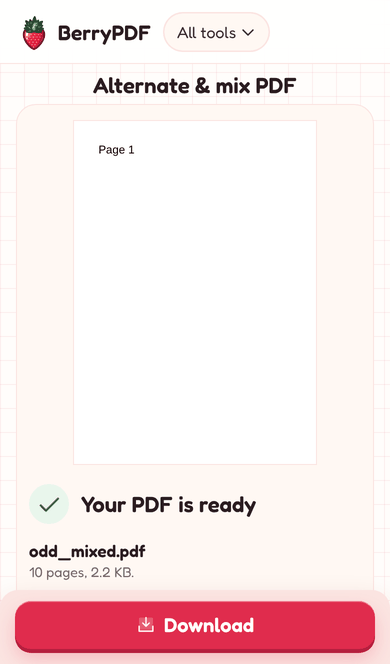 BerryPDF
All tools
Alternate & mix PDF
Page 1
Your PDF is ready
odd_mixed.pdf
10 pages, 2.2 KB.
Download